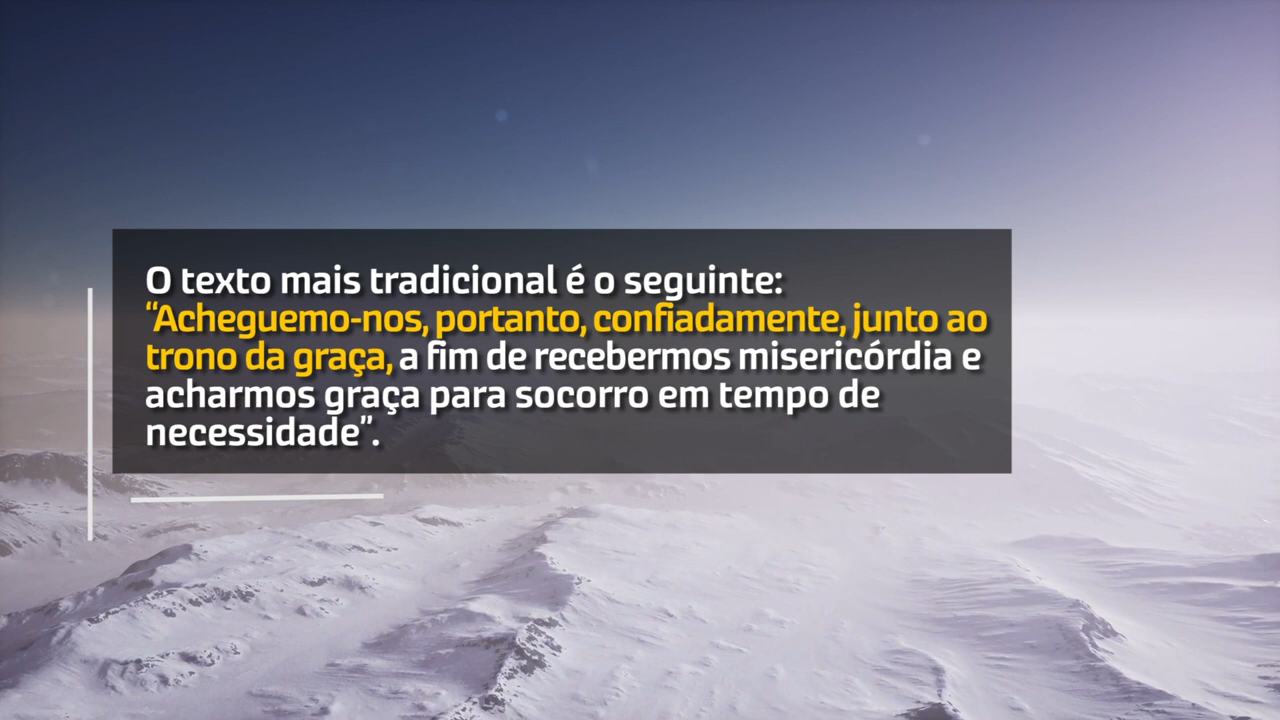 O texto mais tradicional é o seguinte:
“Acheguemo-nos, portanto, confiadamente, junto ao
trono da graça, a fim de recebermos misericórdia e
acharmos graça para socorro em tempo de
necessidade”.